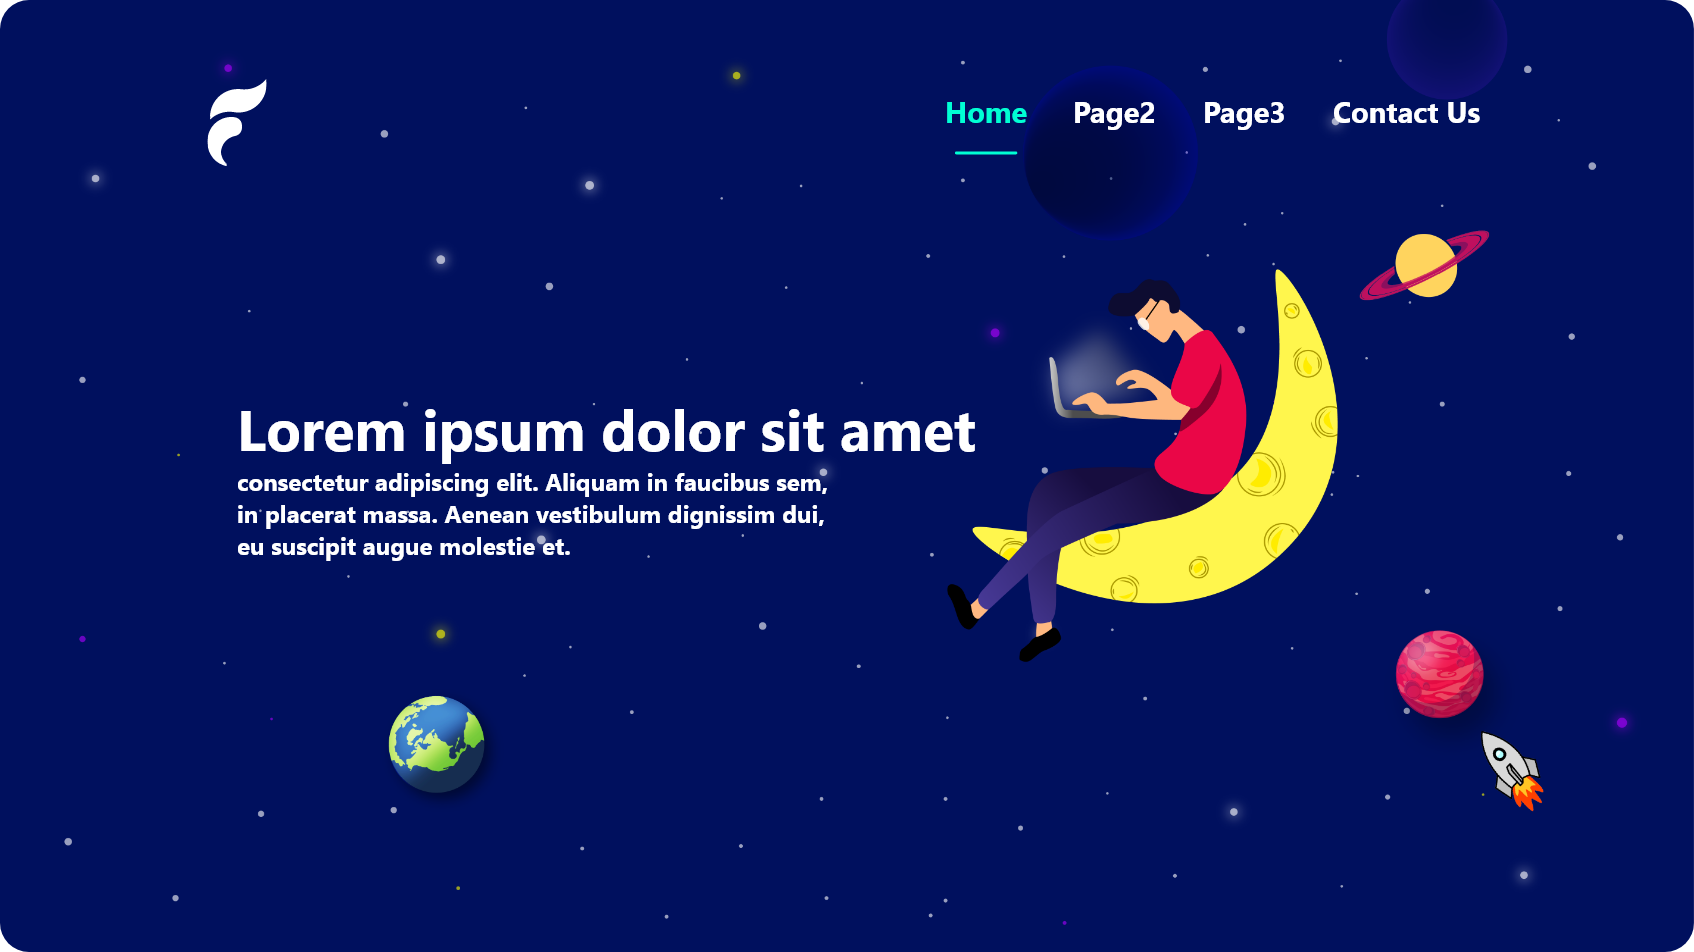 Home Page2 Page3 Contact Us
Lorem ipsum dolor sit amet
consectetur adipiscing elit. Aliquam in faucibus sem,
in placerat massa. Aenean vestibulum dignissim dui,
eu suscipit augue molestie et.